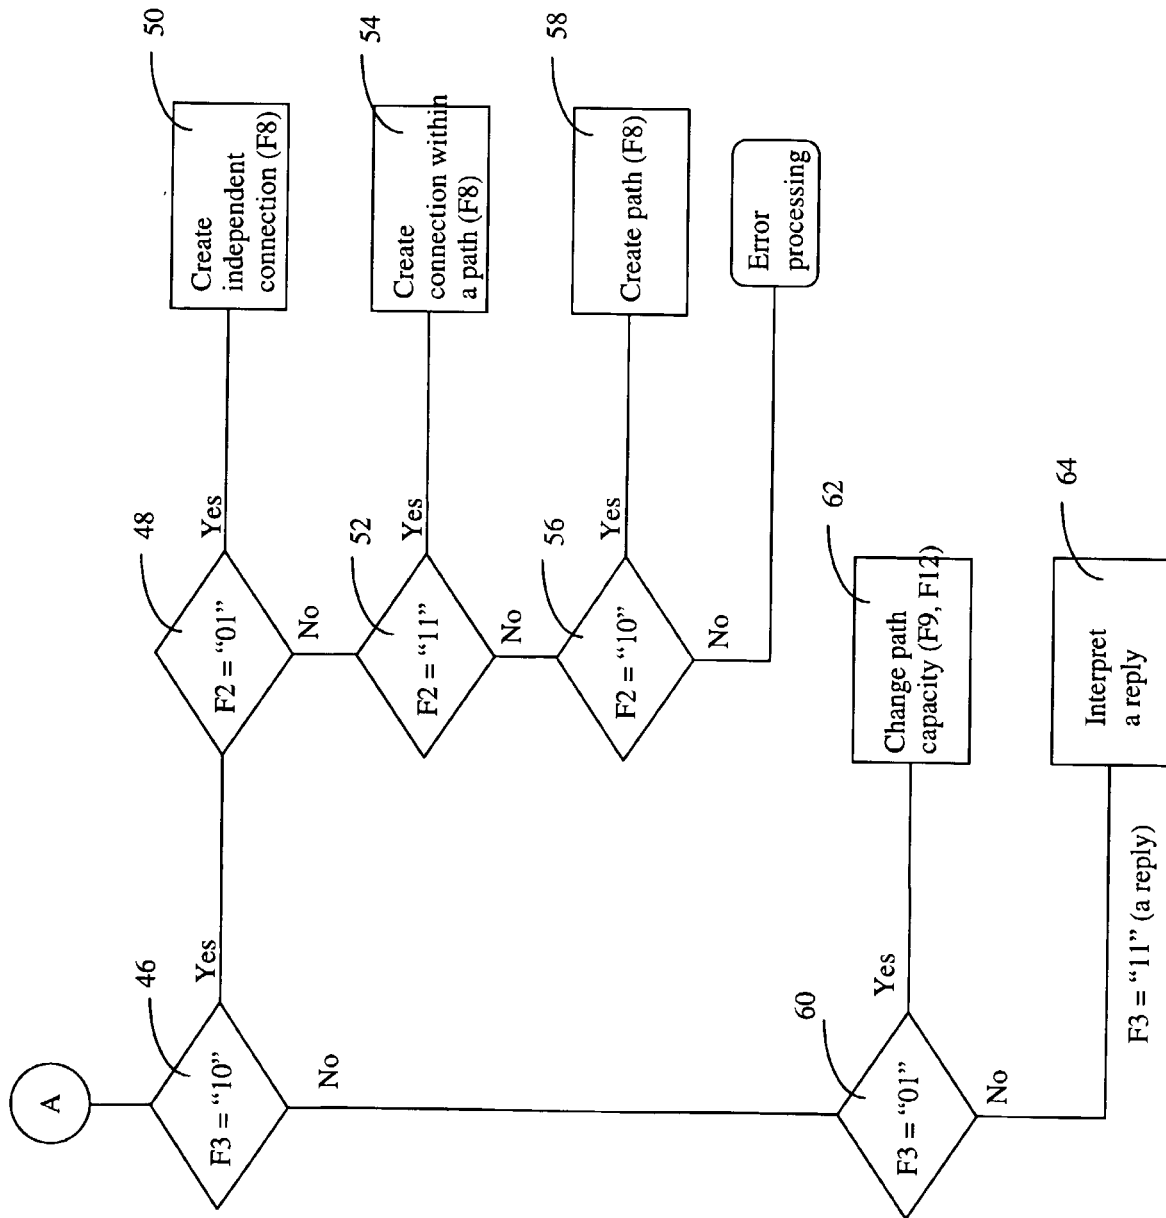 A
46
F3 = “10”
Yes
No
48
F2 = “01”
Yes
No
50
Create
independent
connection (F8)
52
F2 = “11”
Yes
No
54
Create
connection within
a path (F8)
56
F2 = “10”
Yes
No
58
Create path (F8)
Error
processing
60
F3 = “01”
Yes
No
62
Change path
capacity (F9, F12)
F3 = “11” (a reply)
64
Interpret
a reply